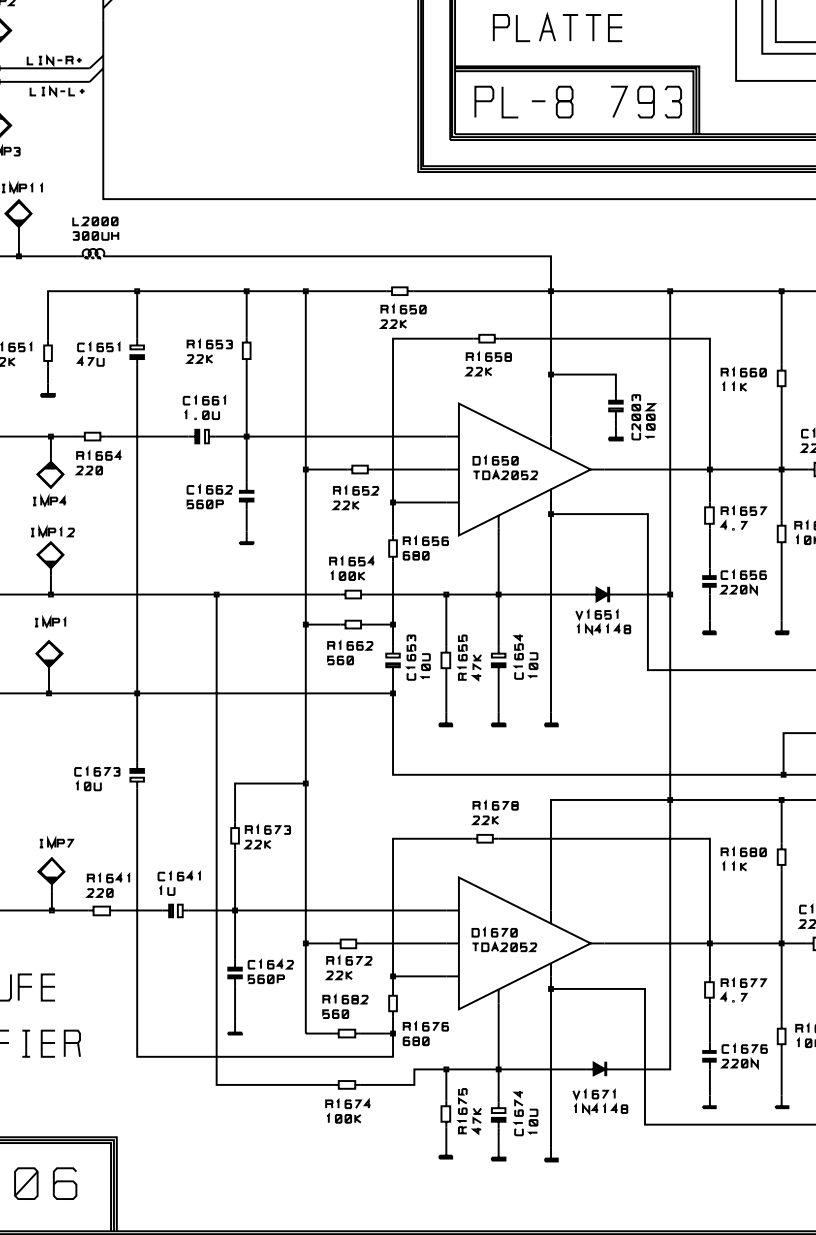 PLATTE
LIN-R+
LIN-L+
PL-8 793
MP3
IMP11
L2000
300UH
R1650
22K
1651
2K
C1651
47U
R1653
22K
R1658
22K
R1660
11K
C1661
1.0U
C2003
100N
R1664
220
D1650
TDA2052
IMP4
C1662
560P
R1652
22K
R1657
4.7
IMP12
R1656
680
R1654
100K
C1656
220N
V1651
1N4148
IMP1
R1662
560
C1653
10U
R1655
47K
C1654
10U
C1673
10U
R1678
22K
R1673
22K
IMP7
R1680
11K
R1641
220
C1641
1U
D1670
TDA2052
C1642
560P
R1672
22K
R1677
4.7
UFE
R1682
560
R1676
680
FIER
C1676
220N
V1671
1N4148
R1674
100K
R1675
47K
C1674
10U
06